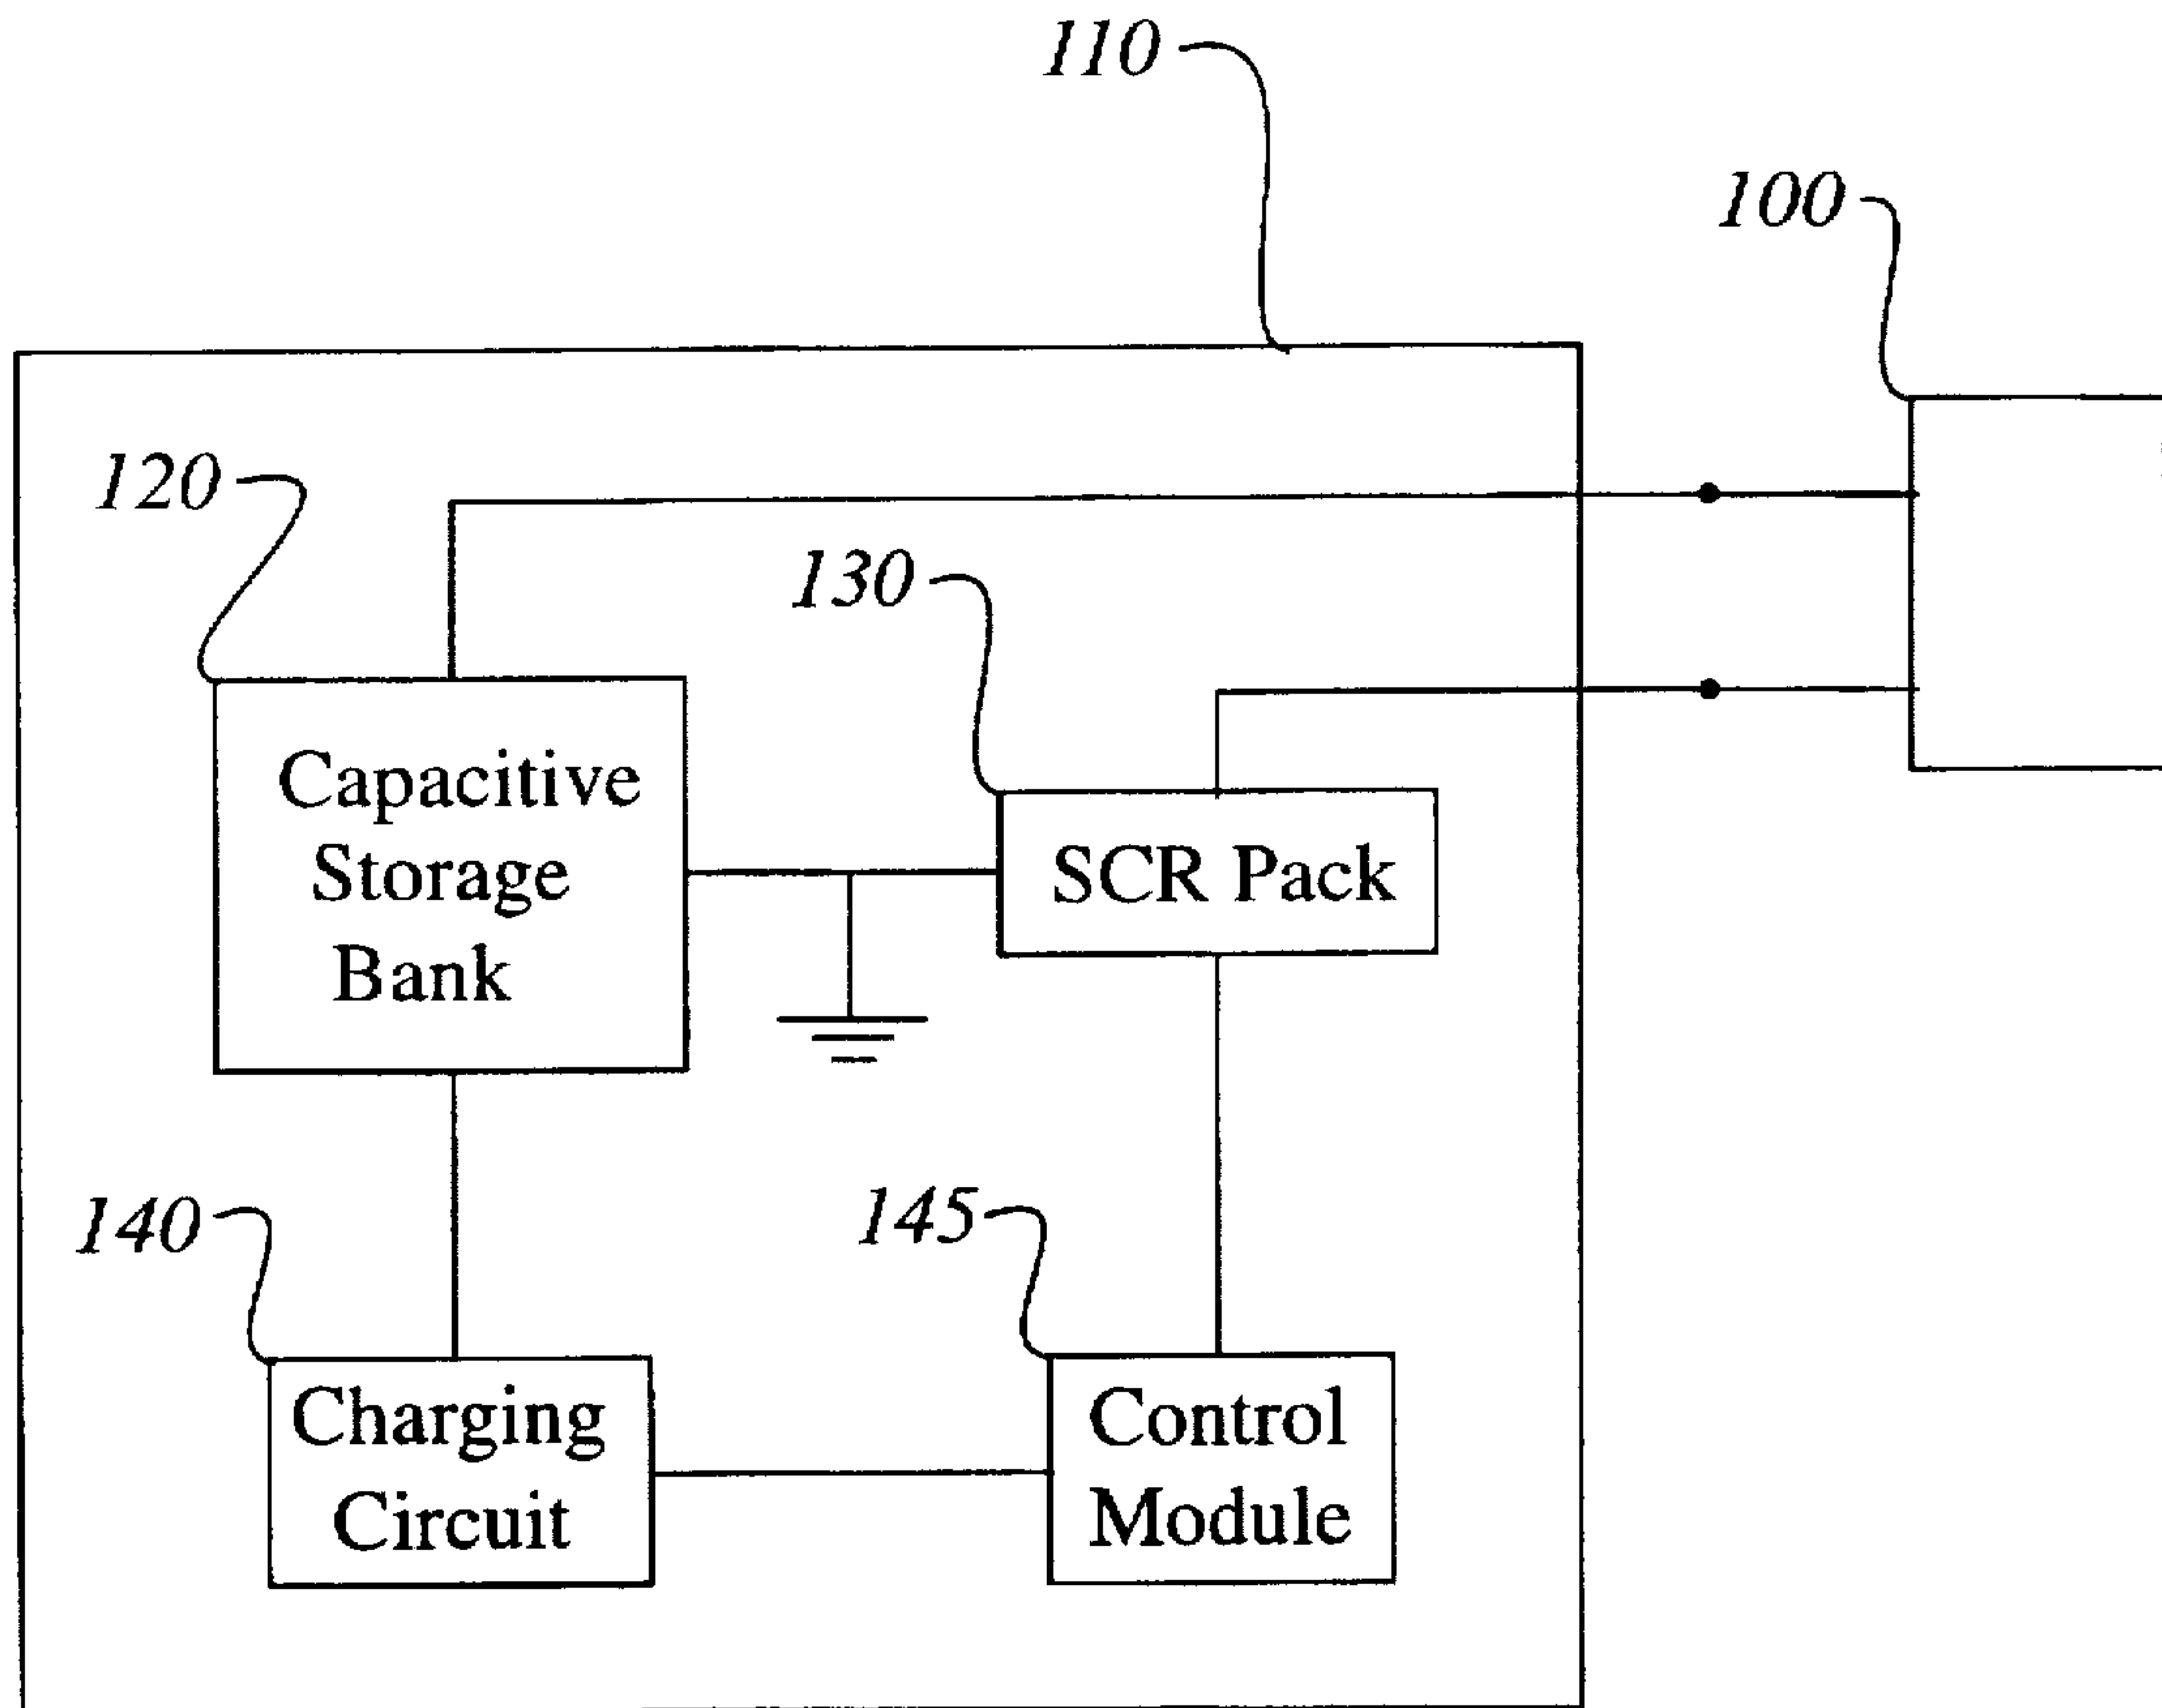 110
100
120
130
Capacitive
Storage
Bank
SCR Pack
140
145
Charging
Circuit
Control
Module